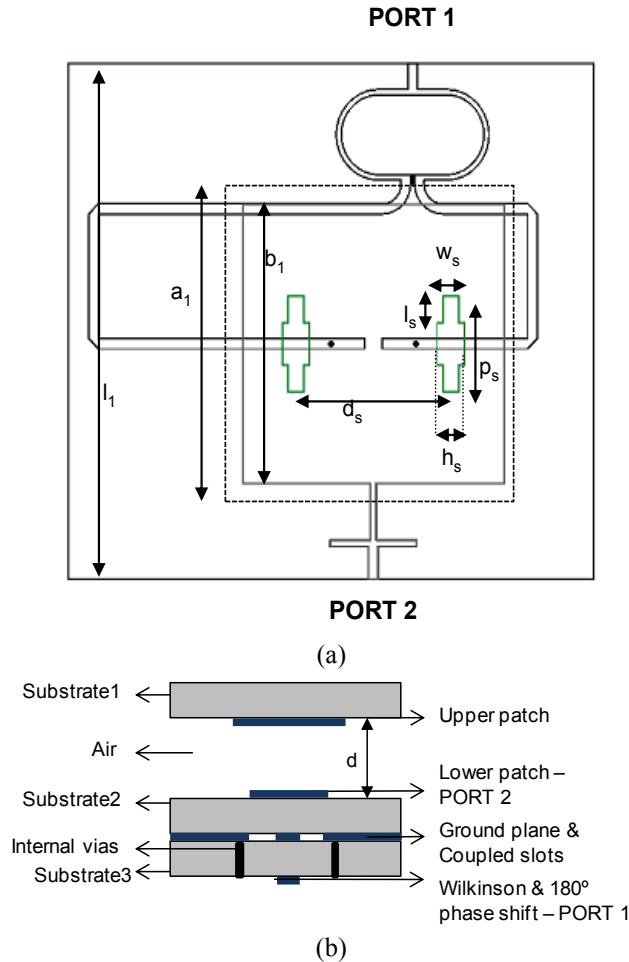 PORT 1
a₁
b₁
l₁
wₛ
lₛ
pₛ
dₛ
hₛ
PORT 2
(a)
Substrate1
Air
Substrate2
Internal vias
Substrate3
d
Upper patch
Lower patch –
PORT 2
Ground plane &
Coupled slots
Wilkinson & 180º
phase shift – PORT 1
(b)